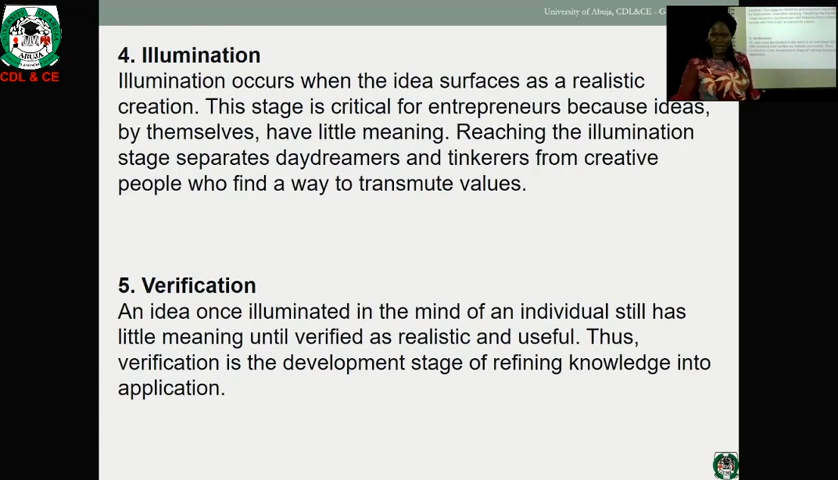 University of Abuja, CDL&CE - G
ABUJA
CDL & CE
4. Illumination
Illumination occurs when the idea surfaces as a realistic
creation. This stage is critical for entrepreneurs because ideas,
by themselves, have little meaning. Reaching the illumination
stage separates daydreamers and tinkerers from creative
people who find a way to transmute values.
5. Verification
An idea once illuminated in the mind of an individual still has
little meaning until verified as realistic and useful. Thus,
verification is the development stage of refining knowledge into
application.